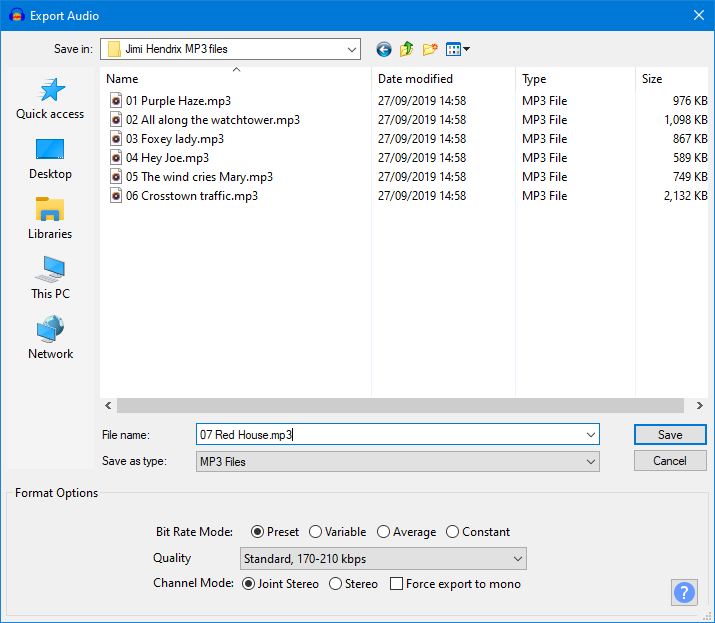 Export Audio
Save in: Jimi Hendrix MP3 files
Name Date modified Type Size
01 Purple Haze.mp3 27/09/2019 14:58 MP3 File 976 KB
02 All along the watchtower.mp3 27/09/2019 14:58 MP3 File 1,098 KB
03 Foxey lady.mp3 27/09/2019 14:58 MP3 File 867 KB
04 Hey Joe.mp3 27/09/2019 14:58 MP3 File 589 KB
05 The wind cries Mary.mp3 27/09/2019 14:58 MP3 File 749 KB
06 Crosstown traffic.mp3 27/09/2019 14:58 MP3 File 2,132 KB
Quick access
Desktop
Libraries
This PC
Network
File name: 07 Red House.mp3 Save
Save as type: MP3 Files Cancel
Format Options
Bit Rate Mode: Preset Variable Average Constant
Quality Standard, 170-210 kbps
Channel Mode: Joint Stereo Stereo Force export to mono
?